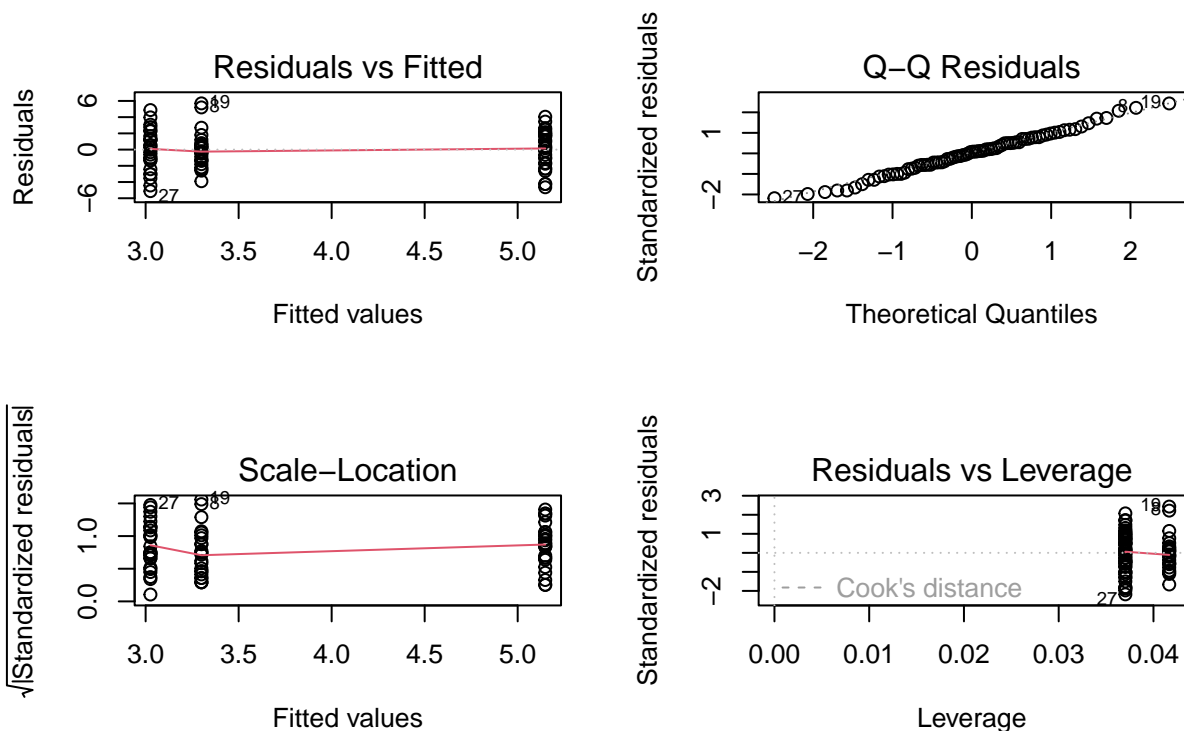 Residuals vs Fitted
Residuals
6
0
−6
19
8
27
3.0 3.5 4.0 4.5 5.0
Fitted values
Q−Q Residuals
Standardized residuals
1
−2
8 19
27
−2 −1 0 1 2
Theoretical Quantiles
Scale−Location
√|Standardized residuals|
1.0
0.0
27
19
8
3.0 3.5 4.0 4.5 5.0
Fitted values
Residuals vs Leverage
Standardized residuals
3
1
−2
19
8
27
Cook's distance
0.00 0.01 0.02 0.03 0.04
Leverage